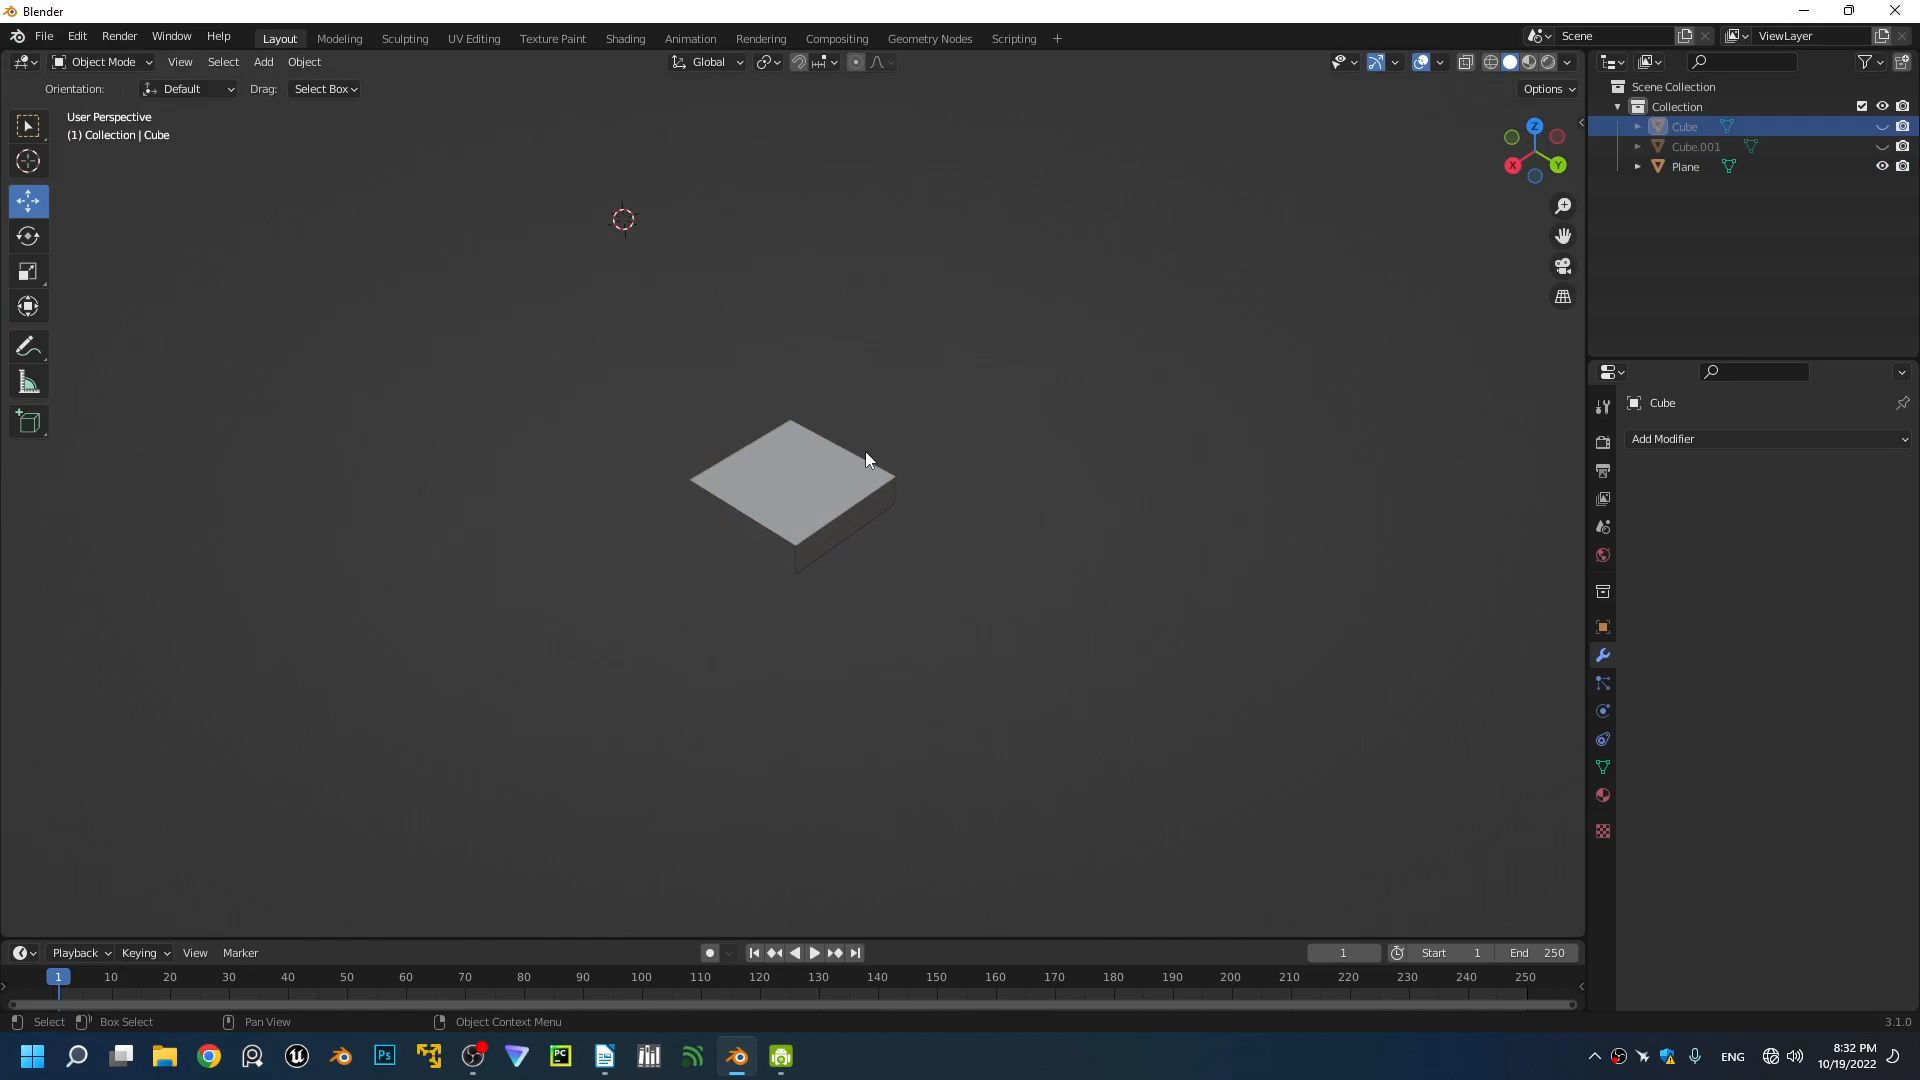 Blender
File Edit Render Window Help Layout Modeling Sculpting UV Editing Texture Paint Shading Animation Rendering Compositing Geometry Nodes Scripting + Scene ViewLayer
Object Mode View Select Add Object Global
Orientation: Default Drag: Select Box Options
User Perspective
(1) Collection | Cube
Z
X Y
Scene Collection
Collection
Cube
Cube.001
Plane
Cube
Add Modifier
Playback Keying View Marker 1 Start 1 End 250
1 10 20 30 40 50 60 70 80 90 100 110 120 130 140 150 160 170 180 190 200 210 220 230 240 250
Select Box Select Pan View Object Context Menu 3.1.0
Ps PC ENG 8:32 PM
10/19/2022